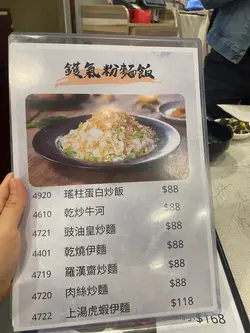 鑊氣粉麵飯
4920 瑤柱蛋白炒飯 $88
4610 乾炒牛河 $88
4721 豉油皇炒麵 $88
4401 乾燒伊麵 $88
4719 羅漢齋炒麵 $88
4720 肉絲炒麵 $88
4722 上湯虎蝦伊麵 $118
$168